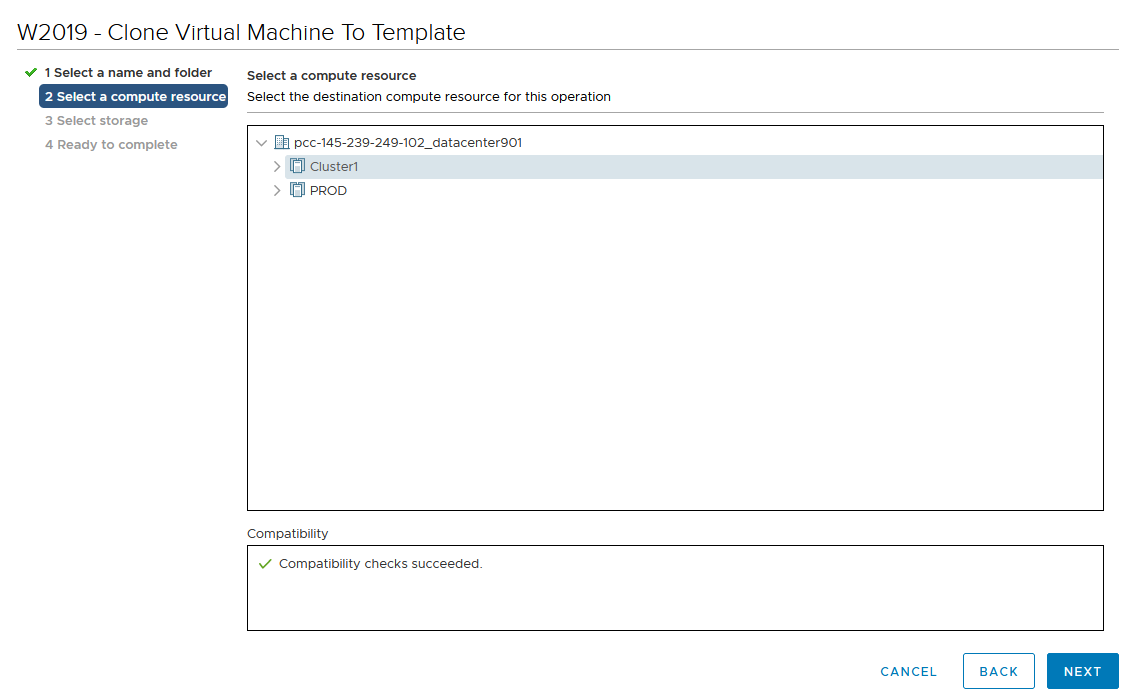 W2019 - Clone Virtual Machine To Template
1 Select a name and folder
2 Select a compute resource
3 Select storage
4 Ready to complete
Select a compute resource
Select the destination compute resource for this operation
pcc-145-239-249-102_datacenter901
Cluster1
PROD
Compatibility
Compatibility checks succeeded.
CANCEL BACK NEXT